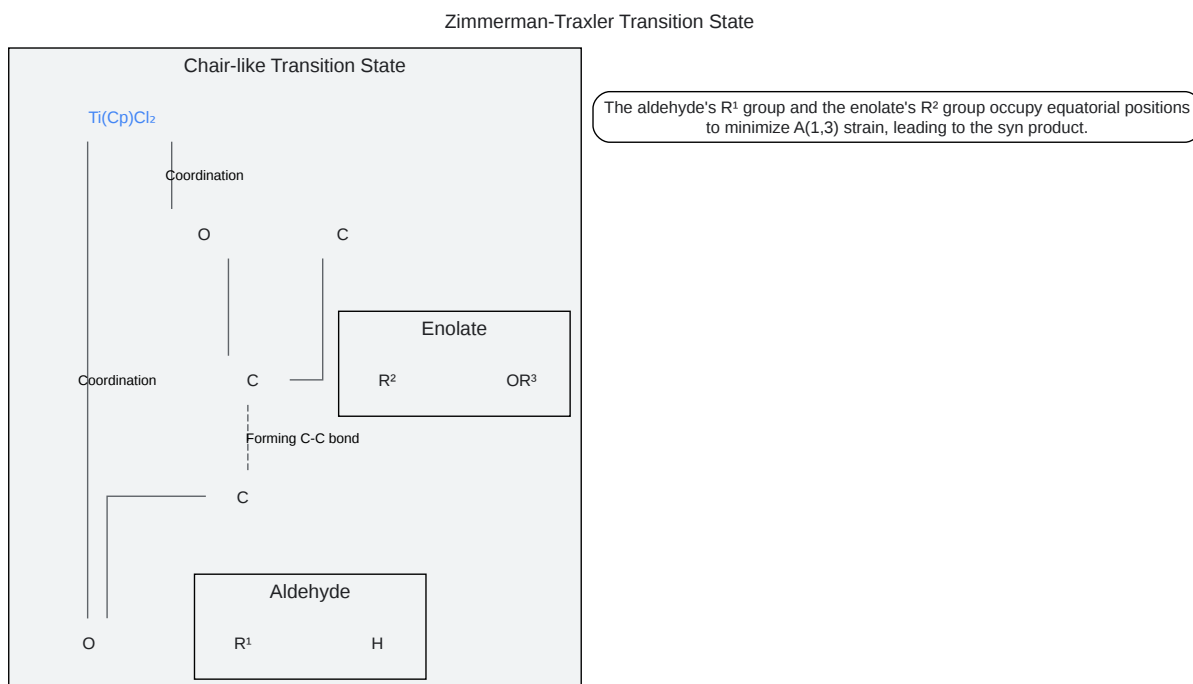 Zimmerman-Traxler Transition State
Chair-like Transition State
Ti(Cp)Cl₂
The aldehyde's R¹ group and the enolate's R² group occupy equatorial positions
to minimize A(1,3) strain, leading to the syn product.
Coordination
O
C
Enolate
Coordination
C
R²
OR³
Forming C-C bond
C
Aldehyde
O
R¹
H